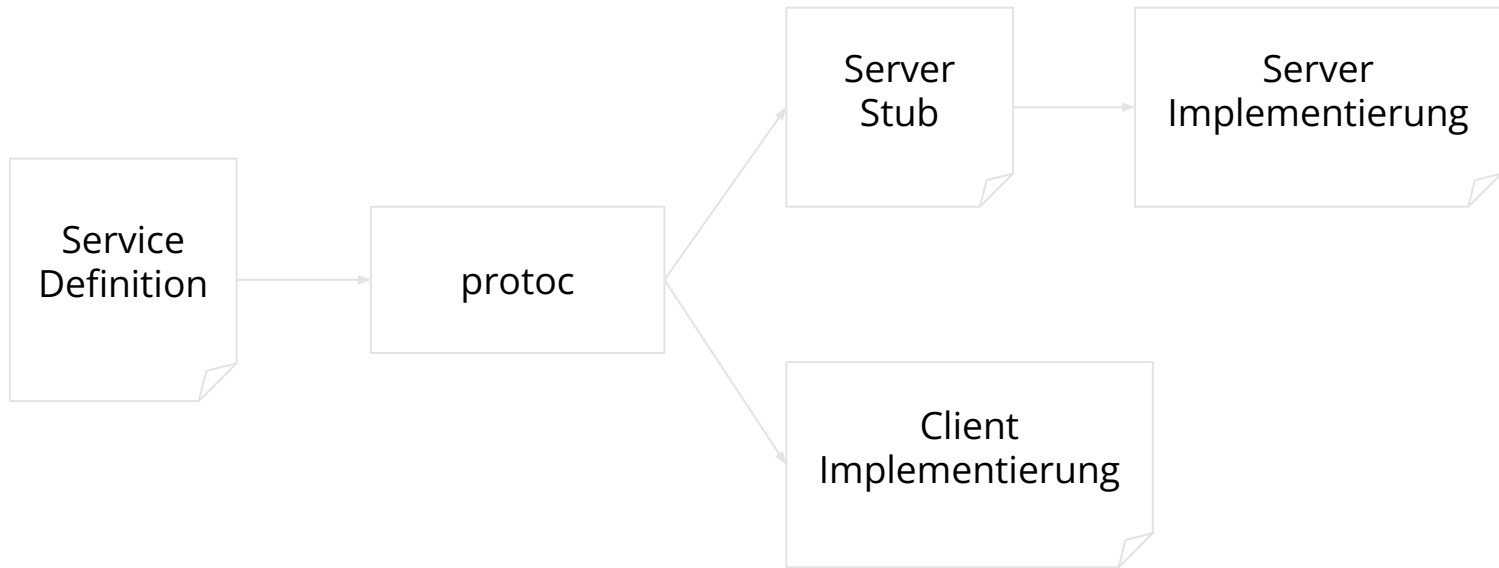 Service
Definition
protoc
Server
Stub
Server
Implementierung
Client
Implementierung